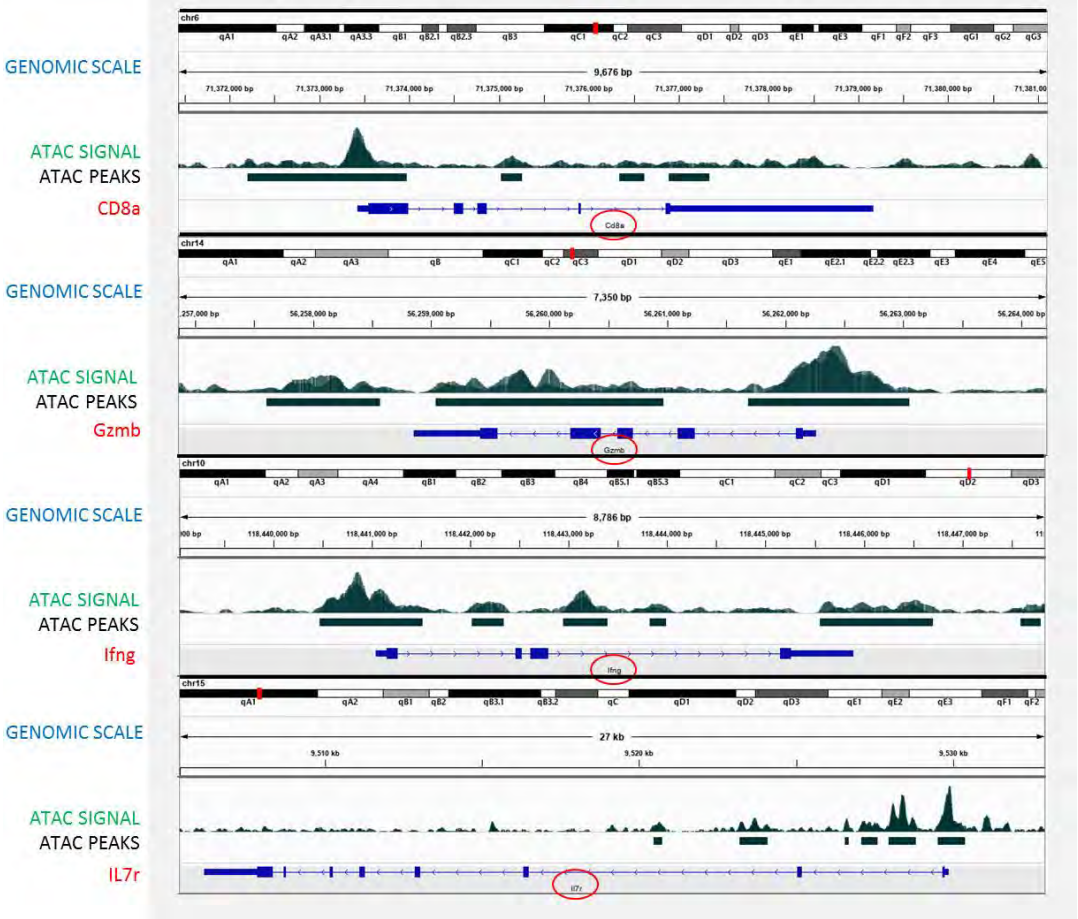 chr6
qA1 qA2 qA3.1 qA3.3 qB1 qB2.1 qB2.3 qB3 qC1 qC2 qC3 qD1 qD2 qD3 qE1 qE3 qF1 qF2 qF3 qG1 qG2 qG3
GENOMIC SCALE
9,676 bp
71,372,000 bp 71,373,000 bp 71,374,000 bp 71,375,000 bp 71,376,000 bp 71,377,000 bp 71,378,000 bp 71,379,000 bp 71,380,000 bp 71,381,00
ATAC SIGNAL
ATAC PEAKS
CD8a
Cd8a
chr14
qA1 qA2 qA3 qB qC1 qC2 qC3 qD1 qD2 qD3 qE1 qE2.1 qE2.2 qE2.3 qE3 qE4 qE5
GENOMIC SCALE
7,350 bp
,257,000 bp 56,258,000 bp 56,259,000 bp 56,260,000 bp 56,261,000 bp 56,262,000 bp 56,263,000 bp 56,264,000 bp
ATAC SIGNAL
ATAC PEAKS
Gzmb
Gzmb
chr10
qA1 qA2 qA3 qA4 qB1 qB2 qB3 qB4 qB5.1 qB5.3 qC1 qC2 qC3 qD1 qD2 qD3
GENOMIC SCALE
8,786 bp
00 bp 118,440,000 bp 118,441,000 bp 118,442,000 bp 118,443,000 bp 118,444,000 bp 118,445,000 bp 118,446,000 bp 118,447,000 bp 11
ATAC SIGNAL
ATAC PEAKS
Ifng
Ifng
chr15
qA1 qA2 qB1 qB2 qB3.1 qB3.2 qC qD1 qD2 qD3 qE1 qE2 qE3 qF1 qF2
GENOMIC SCALE
27 kb
9,510 kb 9,520 kb 9,530 kb
ATAC SIGNAL
ATAC PEAKS
IL7r
Il7r